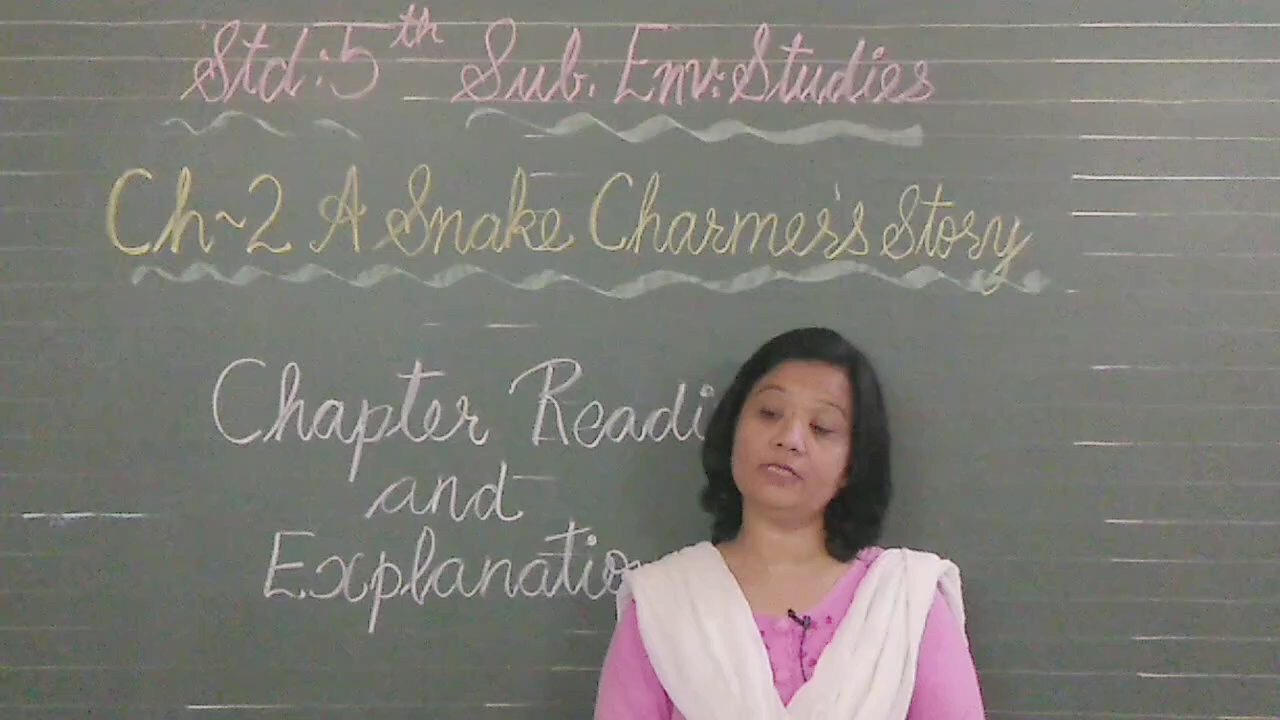 Std:5th Sub. Env. Studies
Ch-2 A Snake Charmer's Story
Chapter Readi
and
Explanatio